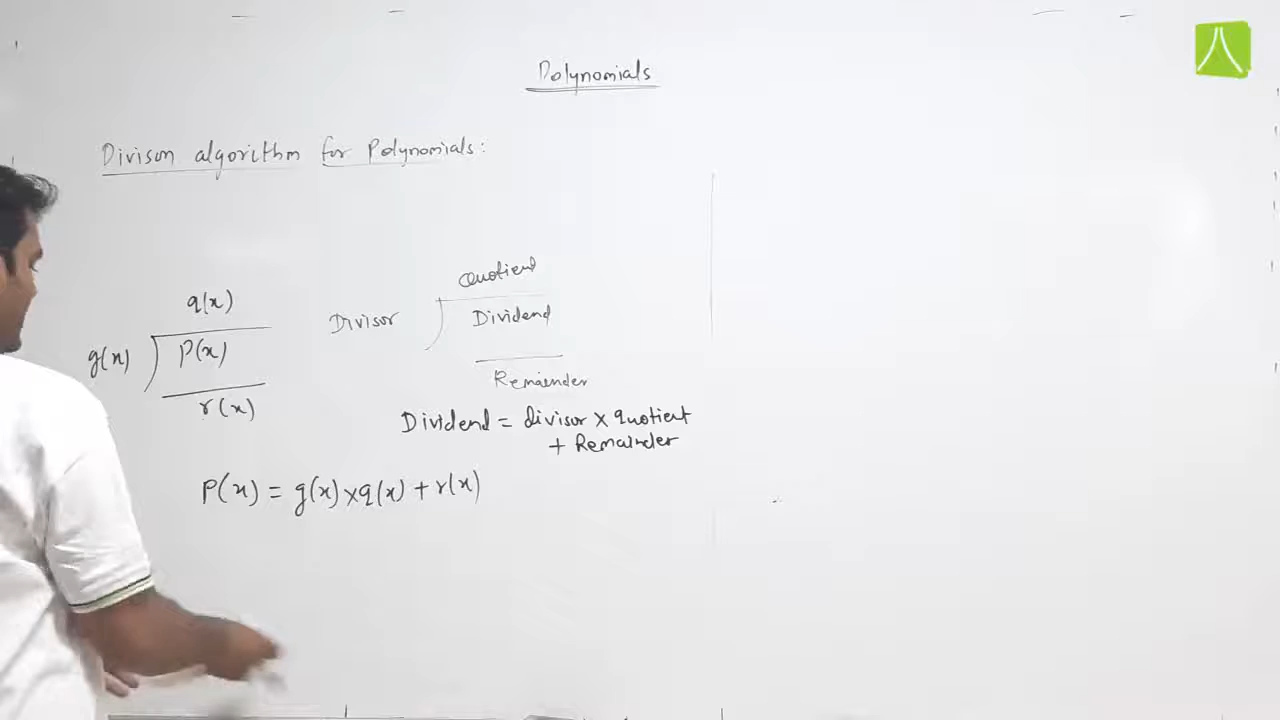 Polynomials
Divison algorithm for Polynomials:
q(x)
g(x) p(x)
r(x)
Quotient
Divisor Dividend
Remainder
Dividend = divisor × quotient
+ Remainder
P(x) = g(x) × q(x) + r(x)